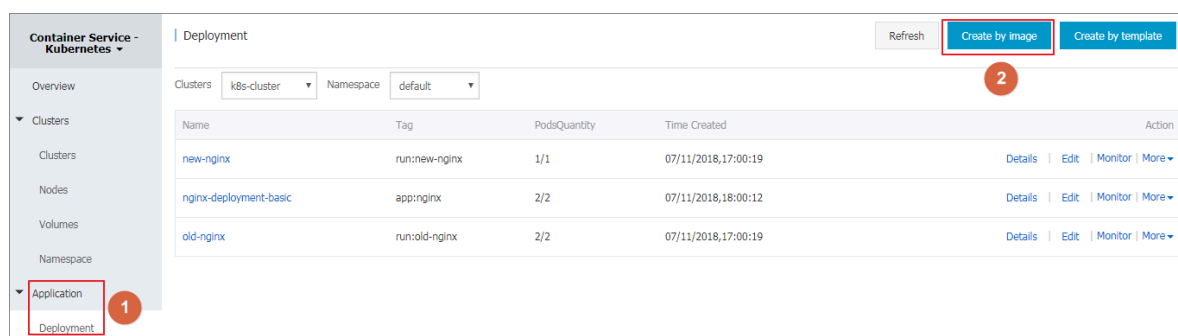 Container Service -
Kubernetes
Deployment
Refresh
Create by image
Create by template
2
Overview
Clusters
k8s-cluster
Namespace
default
Clusters
Name
Tag
PodsQuantity
Time Created
Action
Clusters
new-nginx
run:new-nginx
1/1
07/11/2018,17:00:19
Details | Edit | Monitor | More
Nodes
nginx-deployment-basic
app:nginx
2/2
07/11/2018,18:00:12
Details | Edit | Monitor | More
Volumes
old-nginx
run:old-nginx
2/2
07/11/2018,17:00:19
Details | Edit | Monitor | More
Namespace
Application
1
Deployment